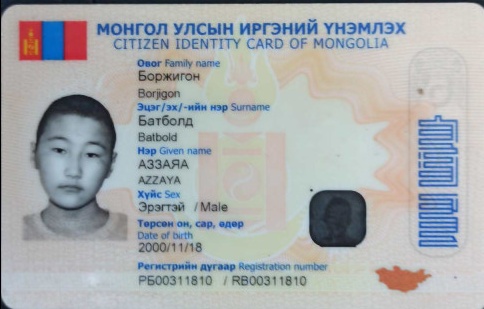 МОНГОЛ УЛСЫН ИРГЭНИЙ ҮНЭМЛЭХ
CITIZEN IDENTITY CARD OF MONGOLIA
Овог Family name
Боржигон
Borjigon
Эцэг/эх/-ийн нэр Surname
Батболд
Batbold
Нэр Given name
АЗЗАЯА
AZZAYA
Хүйс Sex
Эрэгтэй / Male
Төрсөн он, сар, өдөр
Date of birth
2000/11/18
Регистрийн дугаар Registration number
РБ00311810 / RB00311810